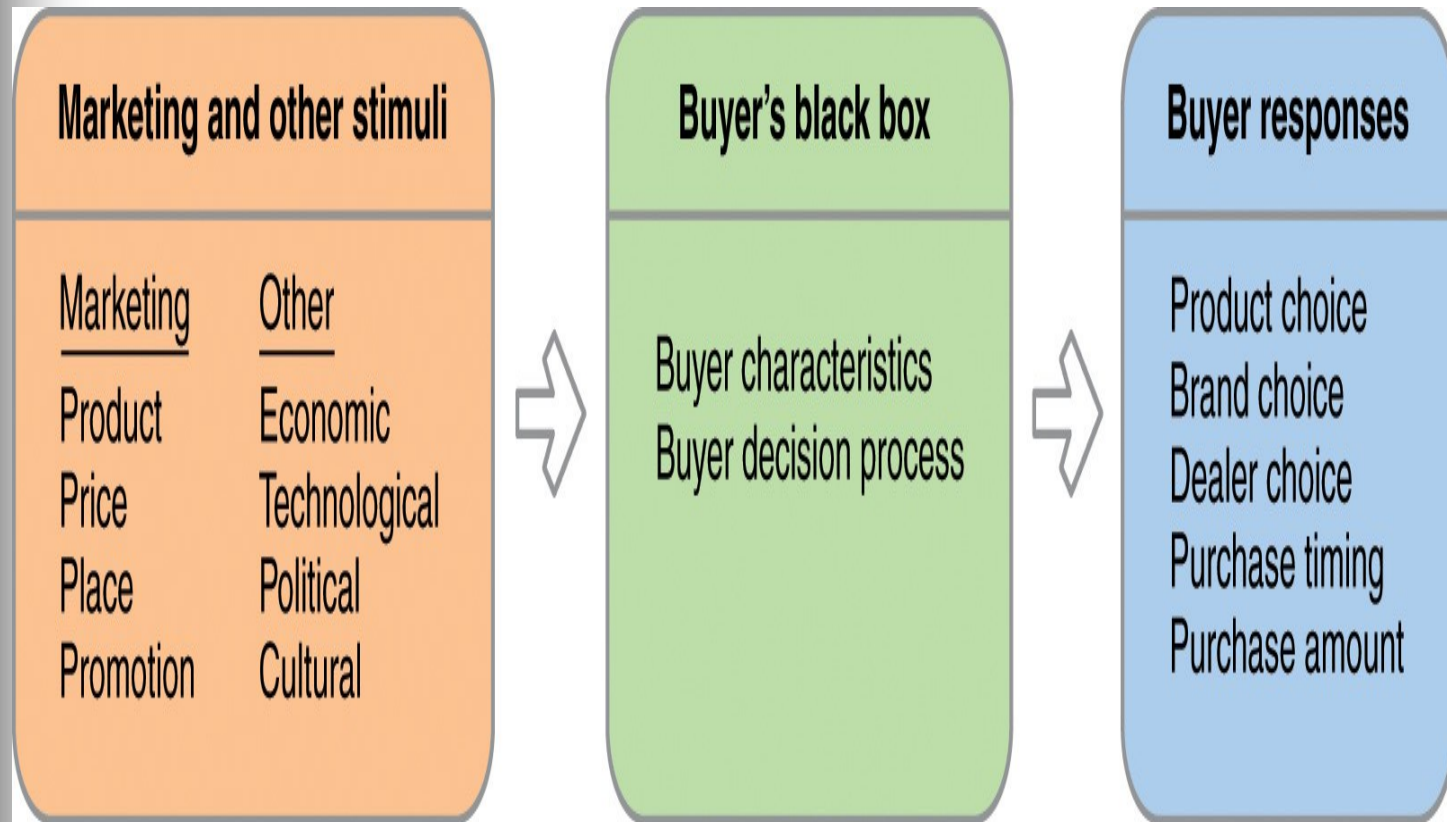 Marketing and other stimuli
Marketing Other
Product Economic
Price Technological
Place Political
Promotion Cultural
Buyer's black box
Buyer characteristics
Buyer decision process
Buyer responses
Product choice
Brand choice
Dealer choice
Purchase timing
Purchase amount